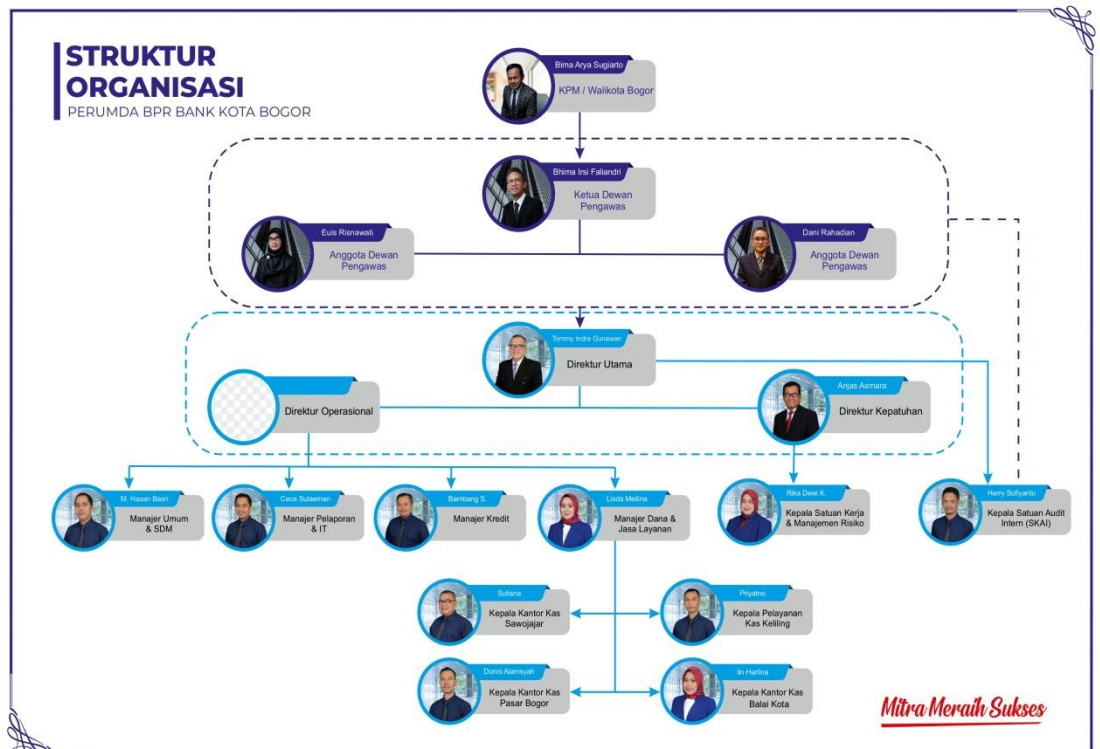 STRUKTUR
ORGANISASI
PERUMDA BPR BANK KOTA BOGOR
Bima Arya Sugiarto
KPM / Walikota Bogor
Bhima Irsi Faliandri
Ketua Dewan
Pengawas
Euis Risnawati
Anggota Dewan
Pengawas
Dani Rahadian
Anggota Dewan
Pengawas
Tommy Indra Gunawan
Direktur Utama
Direktur Operasional
Anjas Asmara
Direktur Kepatuhan
M. Hasan Basri
Manajer Umum
& SDM
Cece Sulaeman
Manajer Pelaporan
& IT
Bambang S.
Manajer Kredit
Lisda Meilina
Manajer Dana &
Jasa Layanan
Rika Dewi K.
Kepala Satuan Kerja
& Manajemen Risiko
Herry Sofiyanto
Kepala Satuan Audit
Intern (SKAI)
Sutisna
Kepala Kantor Kas
Sawojajar
Priyatno
Kepala Pelayanan
Kas Keliling
Donni Alamsyah
Kepala Kantor Kas
Pasar Bogor
Iin Harlina
Kepala Kantor Kas
Balai Kota
Mitra Meraih Sukses